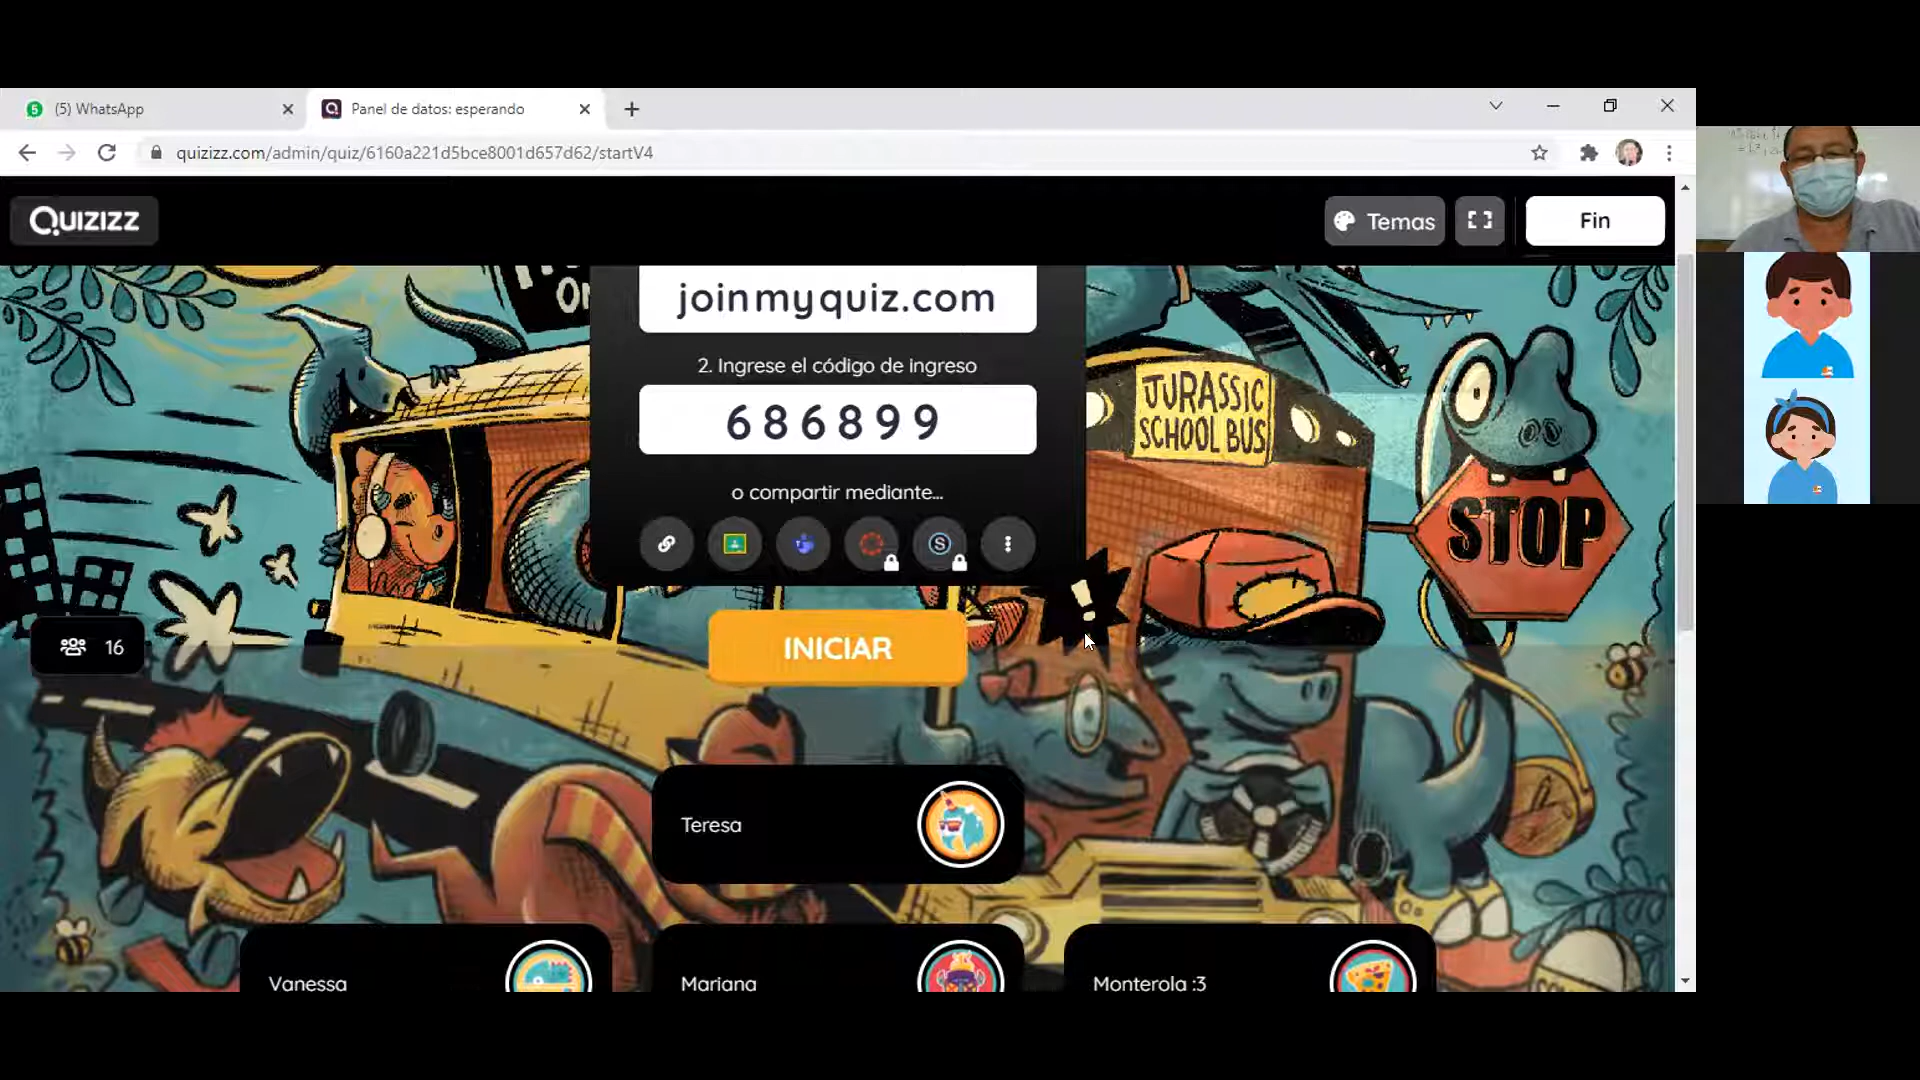 (5) WhatsApp
Panel de datos: esperando
quizizz.com/admin/quiz/6160a221d5bce8001d657d62/startV4
QUIZIZZ
Temas
Fin
joinmyquiz.com
2. Ingrese el código de ingreso
686899
o compartir mediante...
JURASSIC
SCHOOL BUS
STOP
16
INICIAR
!
Teresa
Vanessa
Mariana
Monterola :3